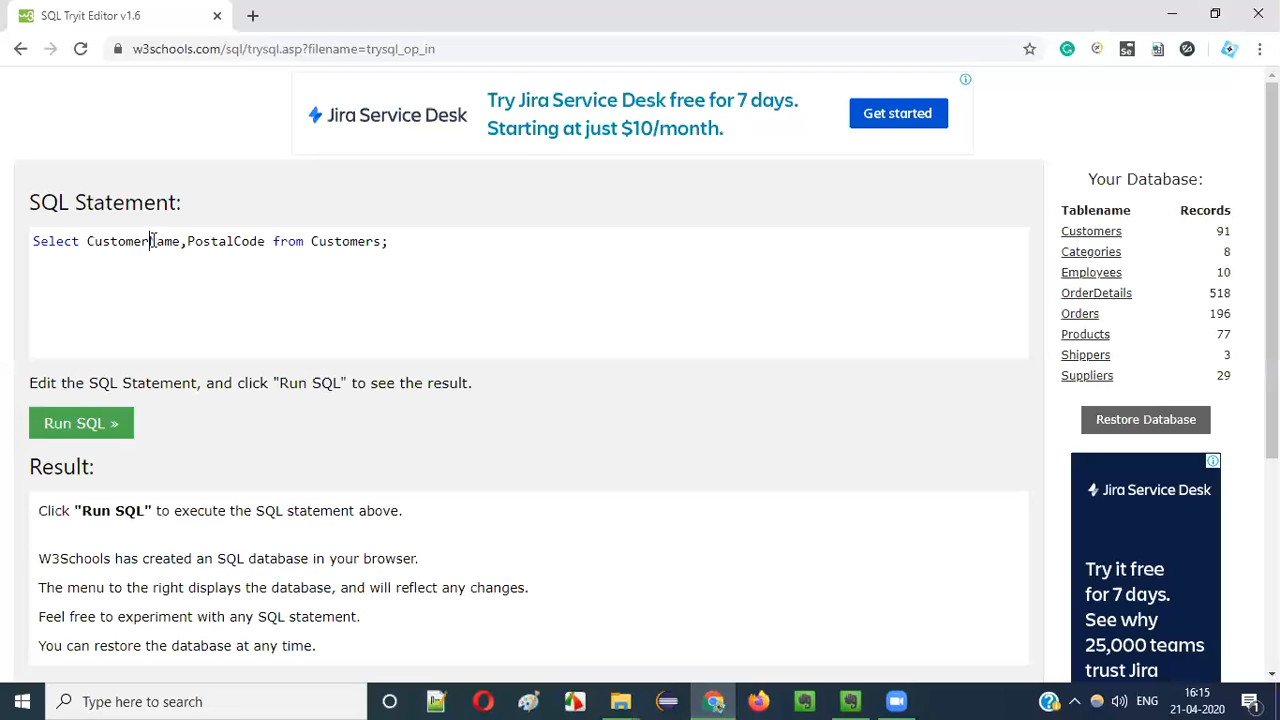 SQL Tryit Editor v1.6
w3schools.com/sql/trysql.asp?filename=trysql_op_in
Jira Service Desk
Try Jira Service Desk free for 7 days.
Starting at just $10/month.
Get started
SQL Statement:
Select CustomerName,PostalCode from Customers;
Edit the SQL Statement, and click "Run SQL" to see the result.
Run SQL »
Result:
Click "Run SQL" to execute the SQL statement above.
W3Schools has created an SQL database in your browser.
The menu to the right displays the database, and will reflect any changes.
Feel free to experiment with any SQL statement.
You can restore the database at any time.
Your Database:
Tablename Records
Customers 91
Categories 8
Employees 10
OrderDetails 518
Orders 196
Products 77
Shippers 3
Suppliers 29
Restore Database
Jira Service Desk
Try it free
for 7 days.
See why
25,000 teams
trust Jira
Type here to search
ENG
16:15
21-04-2020